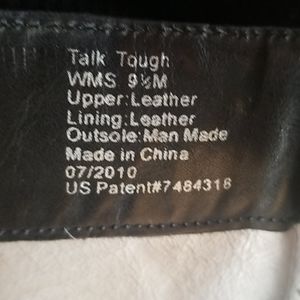 Talk Tough
WMS 9½M
Upper:Leather
Lining:Leather
Outsole:Man Made
Made in China
07/2010
US Patent#7484318